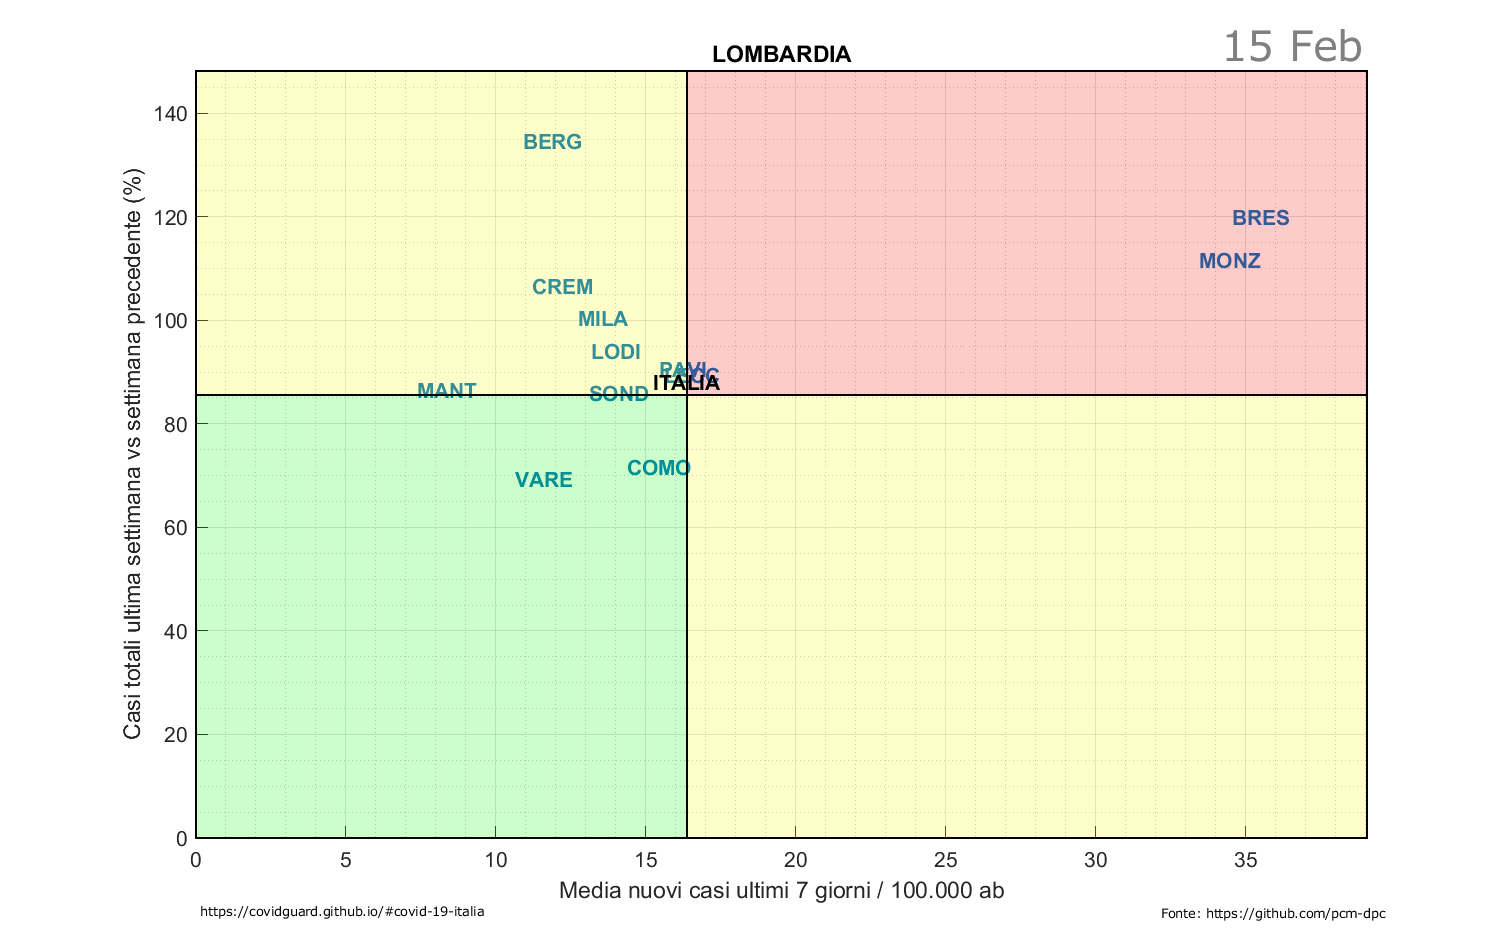 15 Feb
LOMBARDIA
Casi totali ultima settimana vs settimana precedente (%)
140
120
100
80
60
40
20
0
BERG
BRES
MONZ
CREM
MILA
LODI
PAVI
LECC
ITALIA
MANT
SOND
COMO
VARE
0 5 10 15 20 25 30 35
Media nuovi casi ultimi 7 giorni / 100.000 ab
https://covidguard.github.io/#covid-19-italia
Fonte: https://github.com/pcm-dpc